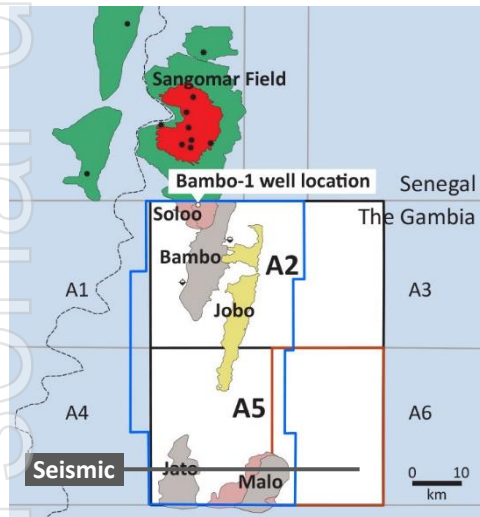 Sangomar Field
Bambo-1 well location
Senegal
Soloo
The Gambia
Bambo
A2
A1
A3
Jobo
A4
A5
A6
Seismic
Jato
Malo
0 10
km